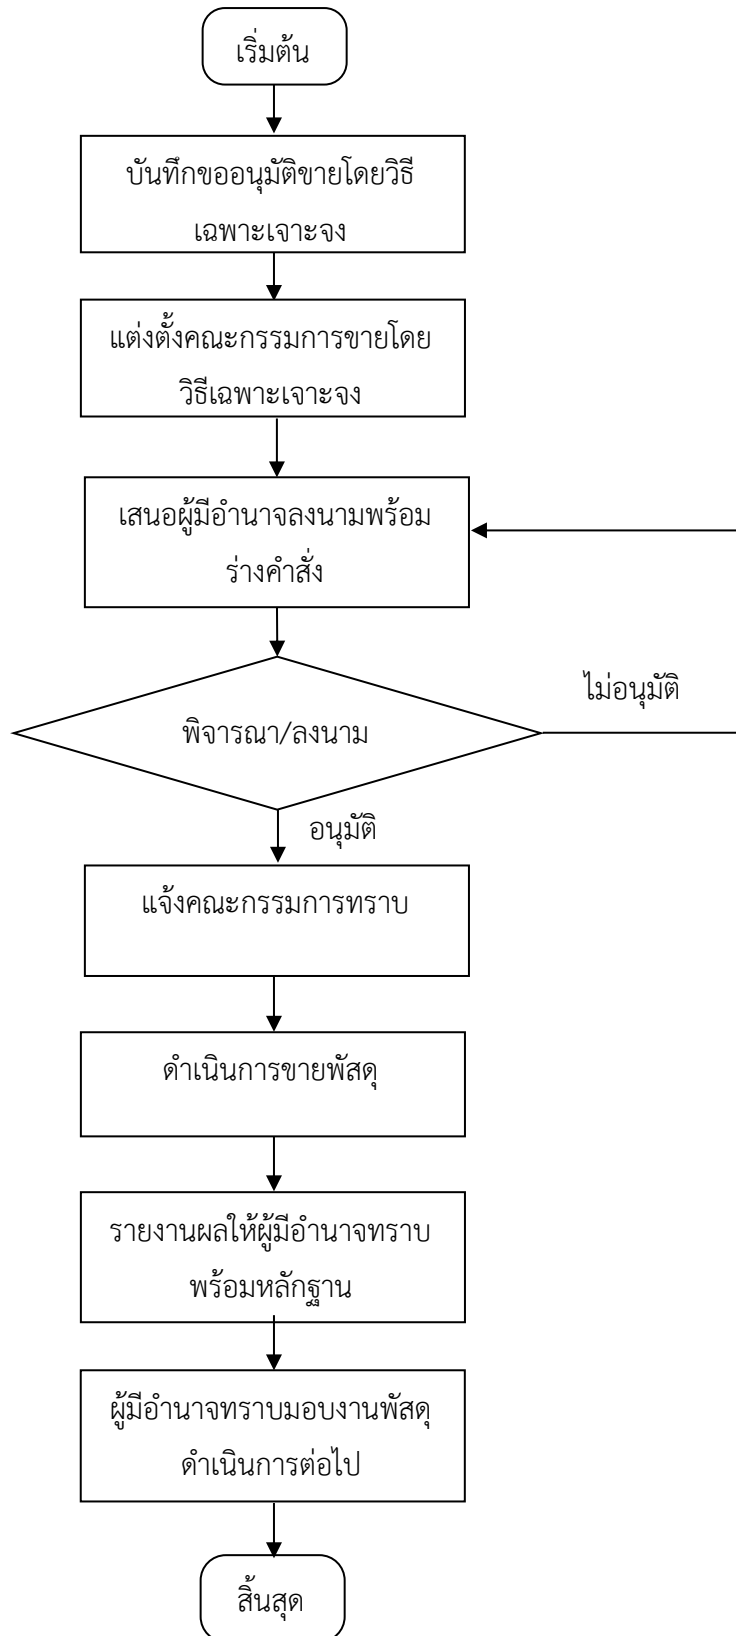 เริ่มต้น
บันทึกขออนุมัติขายโดยวิธี
เฉพาะเจาะจง
แต่งตั้งคณะกรรมการขายโดย
วิธีเฉพาะเจาะจง
เสนอผู้มีอำนาจลงนามพร้อม
ร่างคำสั่ง
ไม่อนุมัติ
พิจารณา/ลงนาม
อนุมัติ
แจ้งคณะกรรมการทราบ
ดำเนินการขายพัสดุ
รายงานผลให้ผู้มีอำนาจทราบ
พร้อมหลักฐาน
ผู้มีอำนาจทราบมอบงานพัสดุ
ดำเนินการต่อไป
สิ้นสุด